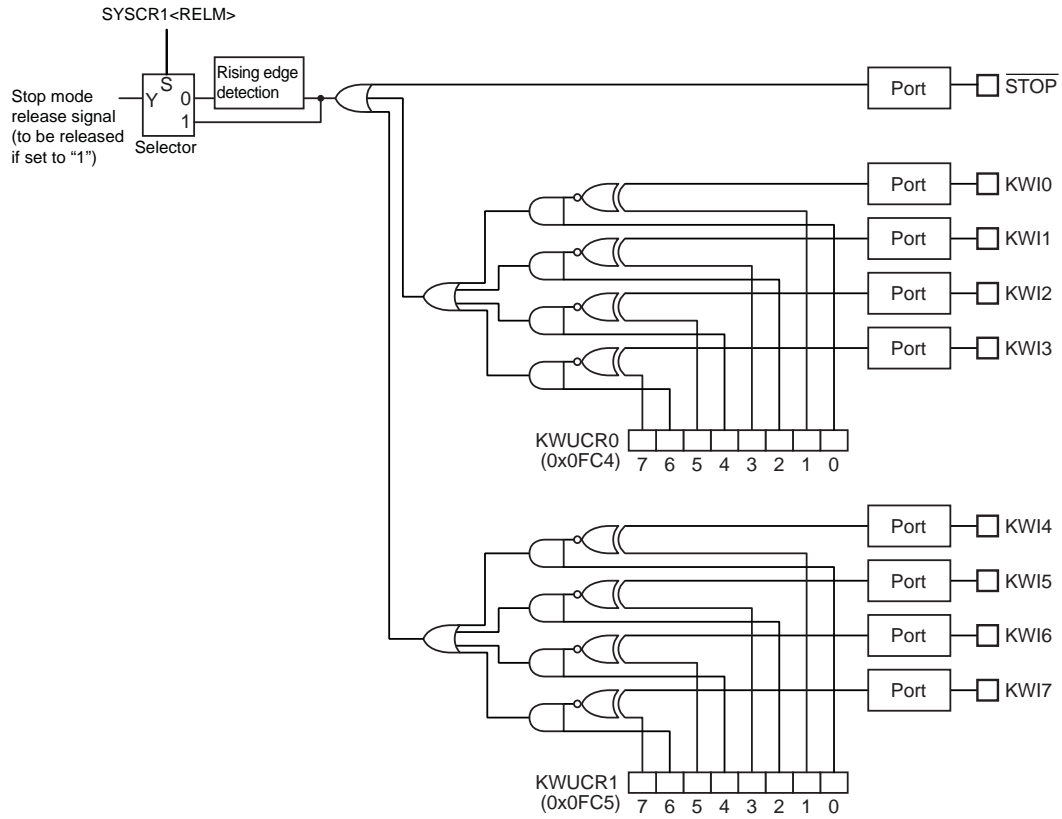 SYSCR1<RELM>
Rising edge
detection
Stop mode
release signal
(to be released
if set to “1”)
S
Y
0
1
Selector
Port
STOP
Port
KWI0
Port
KWI1
Port
KWI2
Port
KWI3
KWUCR0
(0x0FC4)
7 6 5 4 3 2 1 0
Port
KWI4
Port
KWI5
Port
KWI6
Port
KWI7
KWUCR1
(0x0FC5)
7 6 5 4 3 2 1 0